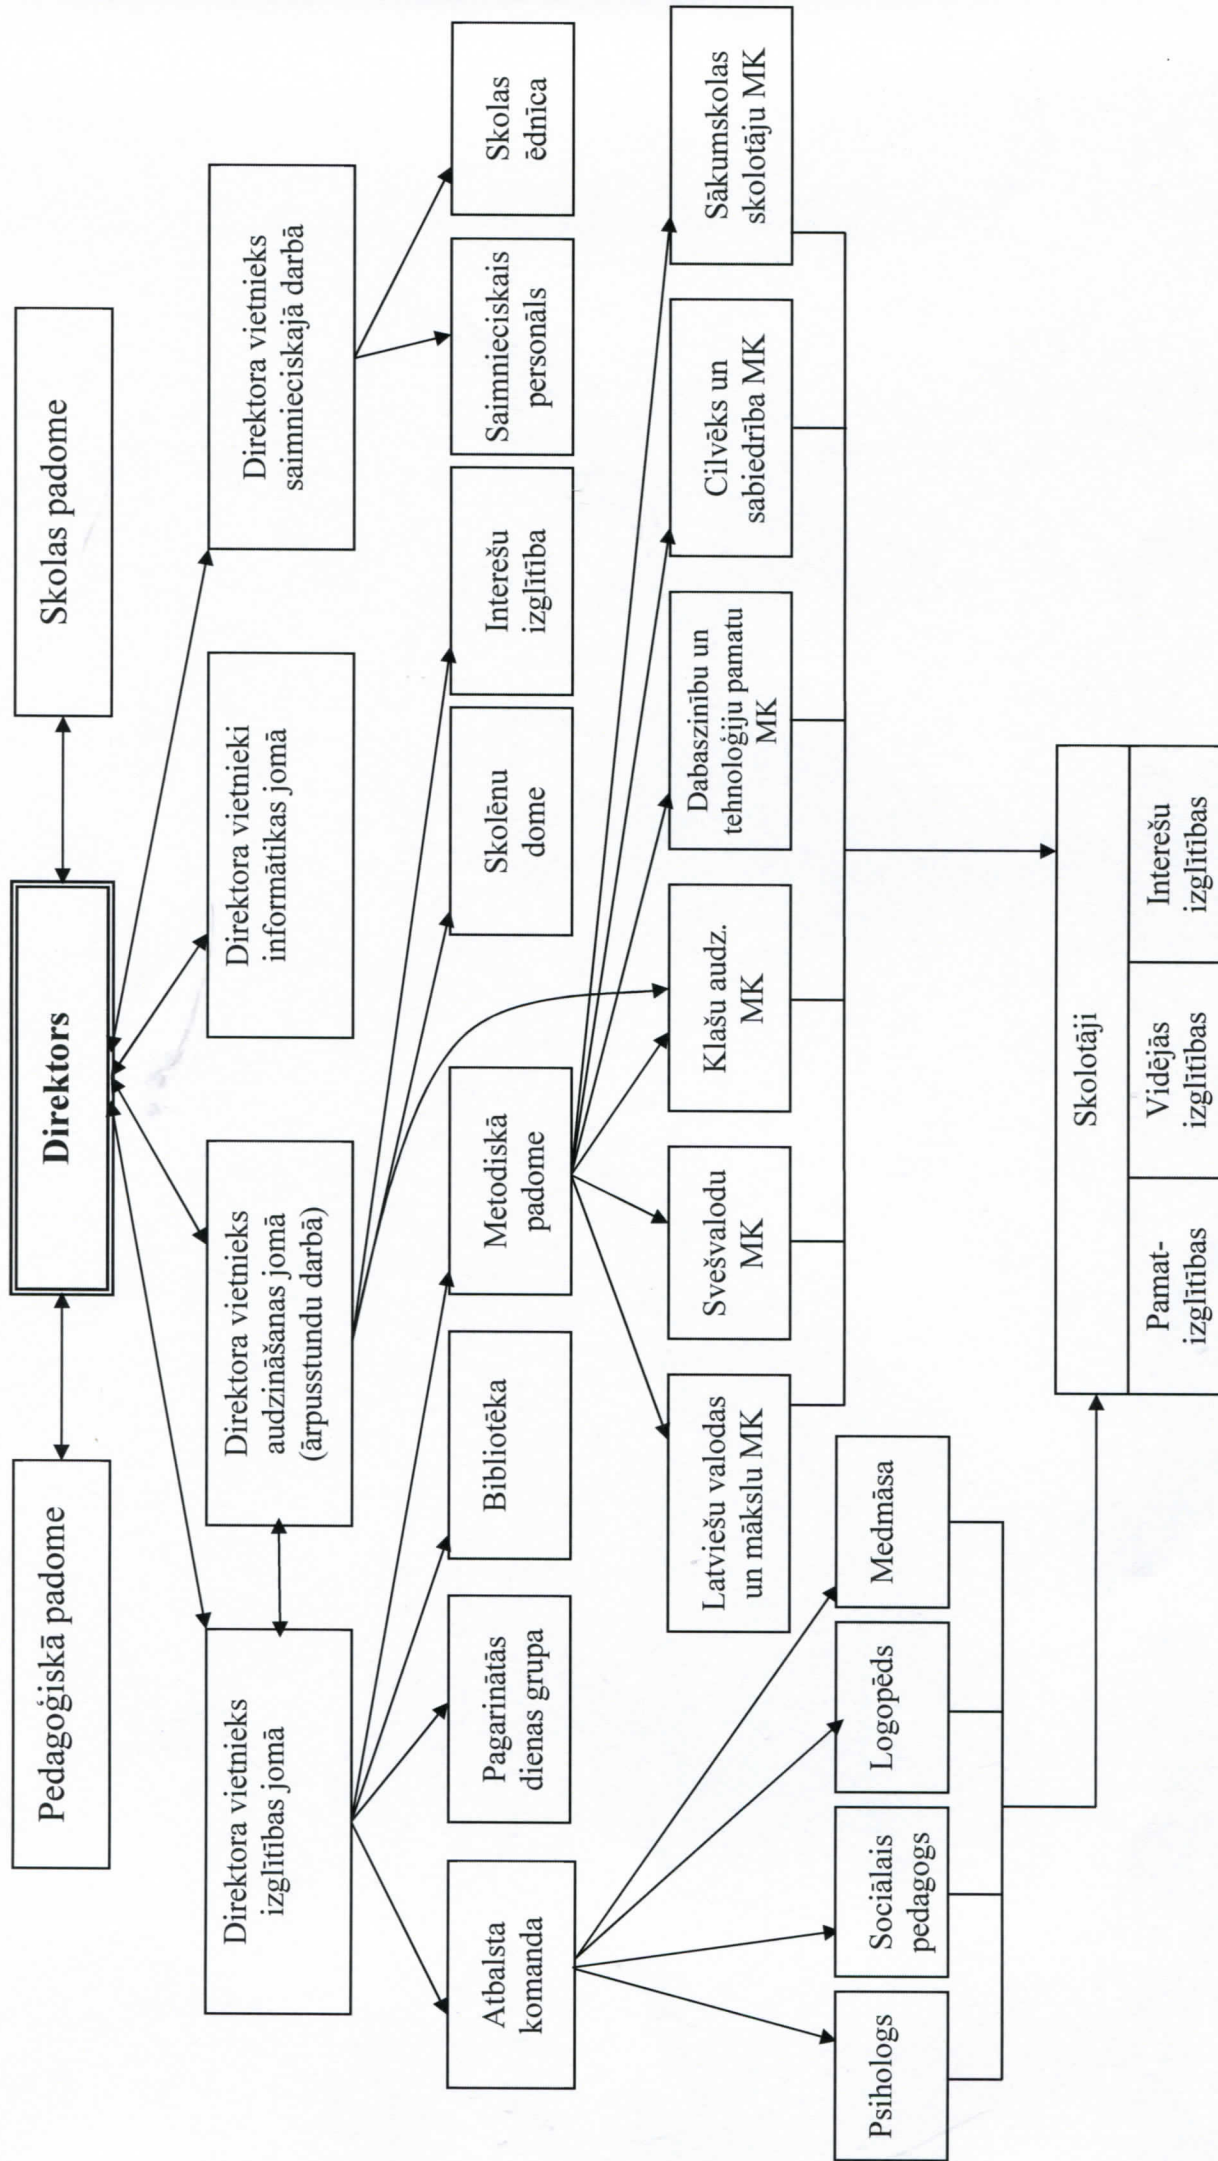 Pedagoģiskā padome
Direktors
Skolas padome
Direktora vietnieks
izglītības jomā
Direktora vietnieks
audzināšanas jomā
(ārpusstundu darbā)
Direktora vietnieki
informātikas jomā
Direktora vietnieks
saimnieciskajā darbā
Atbalsta
komanda
Pagarinātās
dienas grupa
Bibliotēka
Metodiskā
padome
Skolēnu
dome
Interešu
izglītība
Saimnieciskais
personāls
Skolas
ēdnīca
Latviešu valodas
un mākslu MK
Svešvalodu
MK
Klašu audz.
MK
Dabaszinību un
tehnoloģiju pamatu
MK
Cilvēks un
sabiedrība MK
Sākumskolas
skolotāju MK
Psihologs
Sociālais
pedagogs
Logopēds
Medmāsa
Skolotāji
Pamat-
izglītības
Vidējās
izglītības
Interešu
izglītības